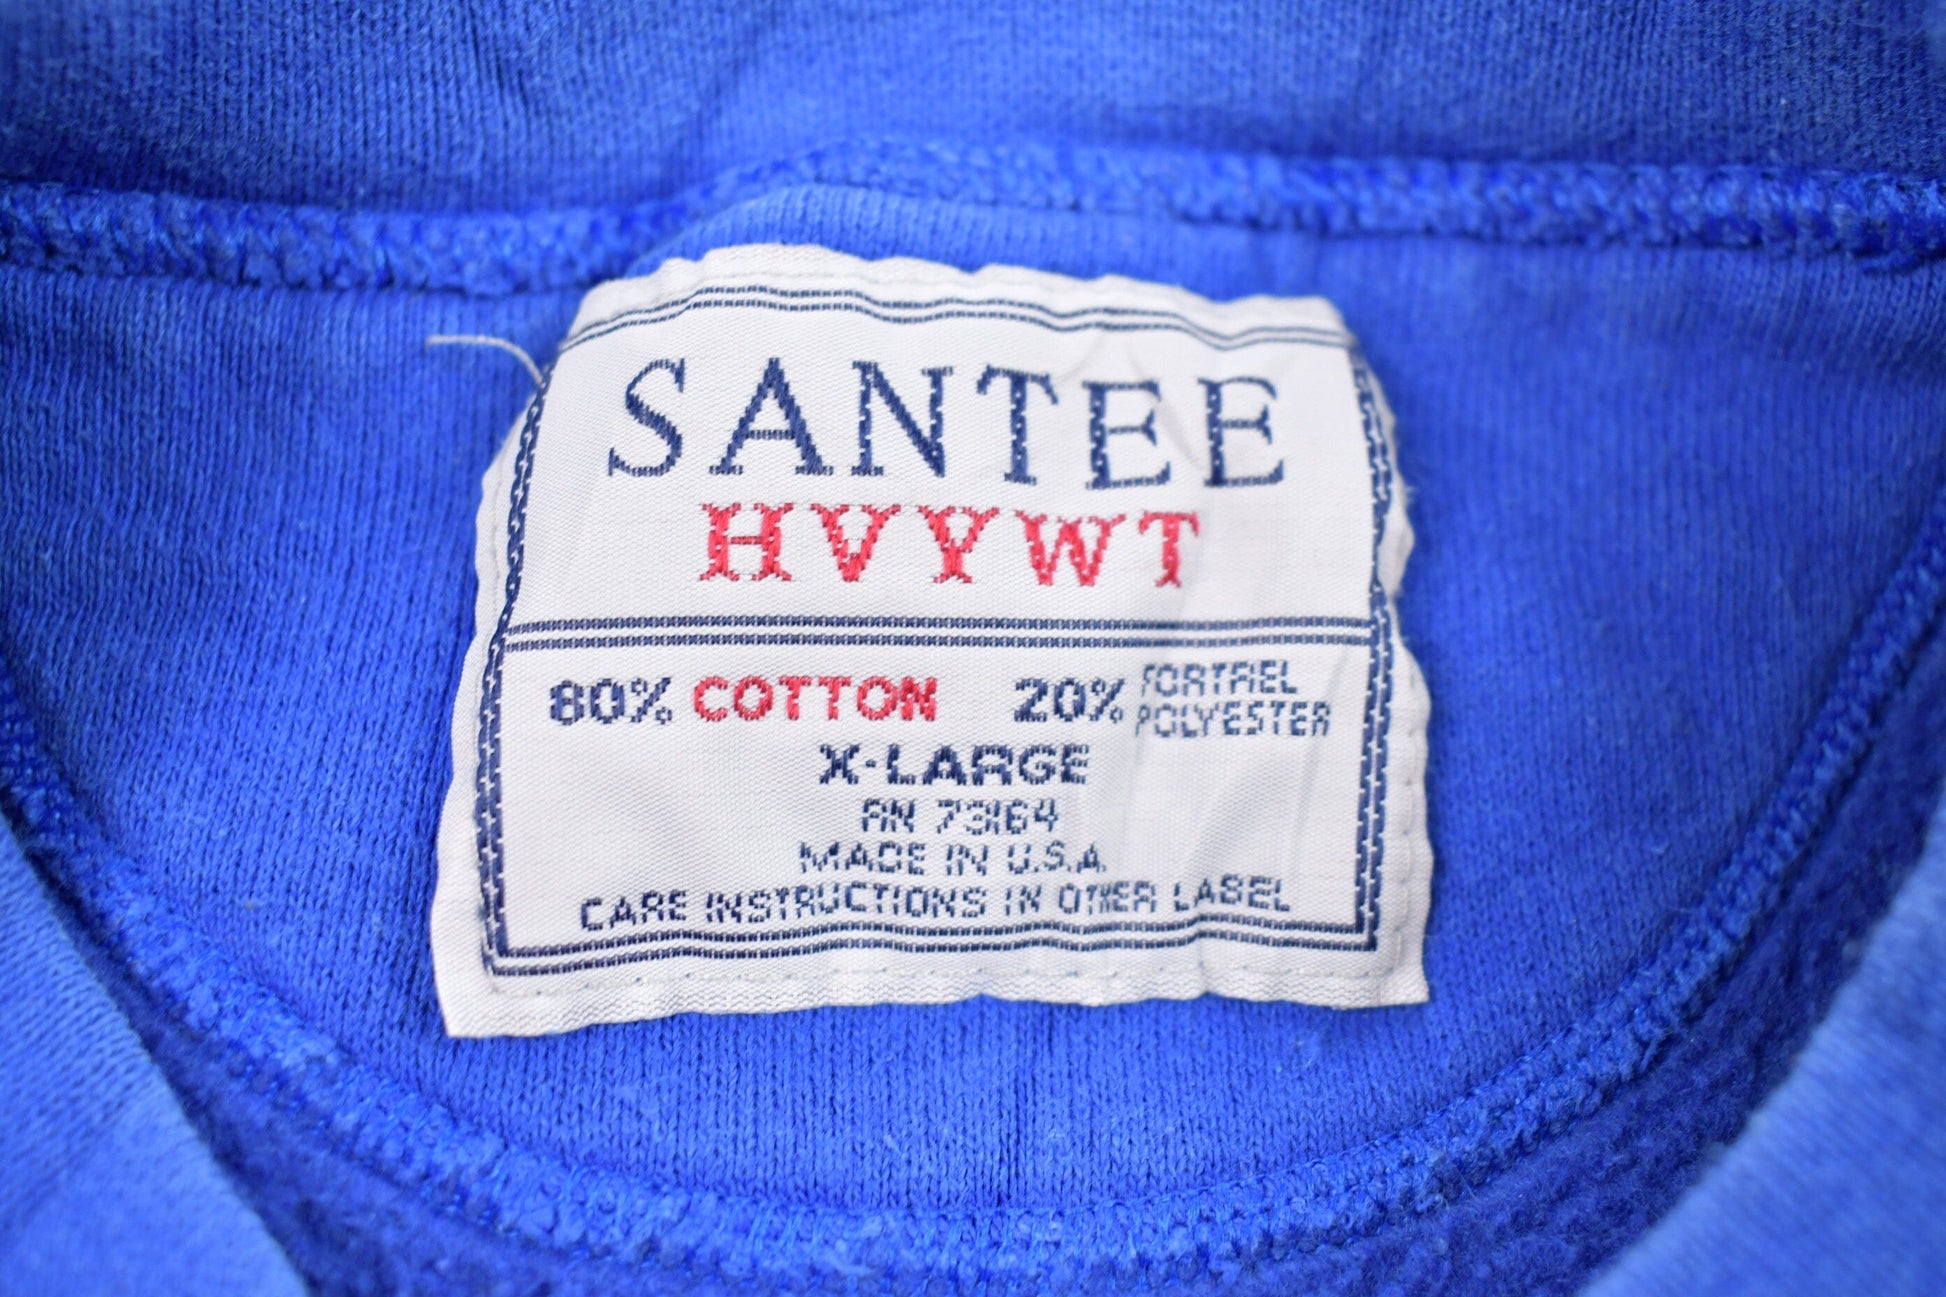 SANTEE
HVYWT
80% COTTON 20% FORTREL POLYESTER
X-LARGE
RN 73164
MADE IN U.S.A.
CARE INSTRUCTIONS IN OTHER LABEL